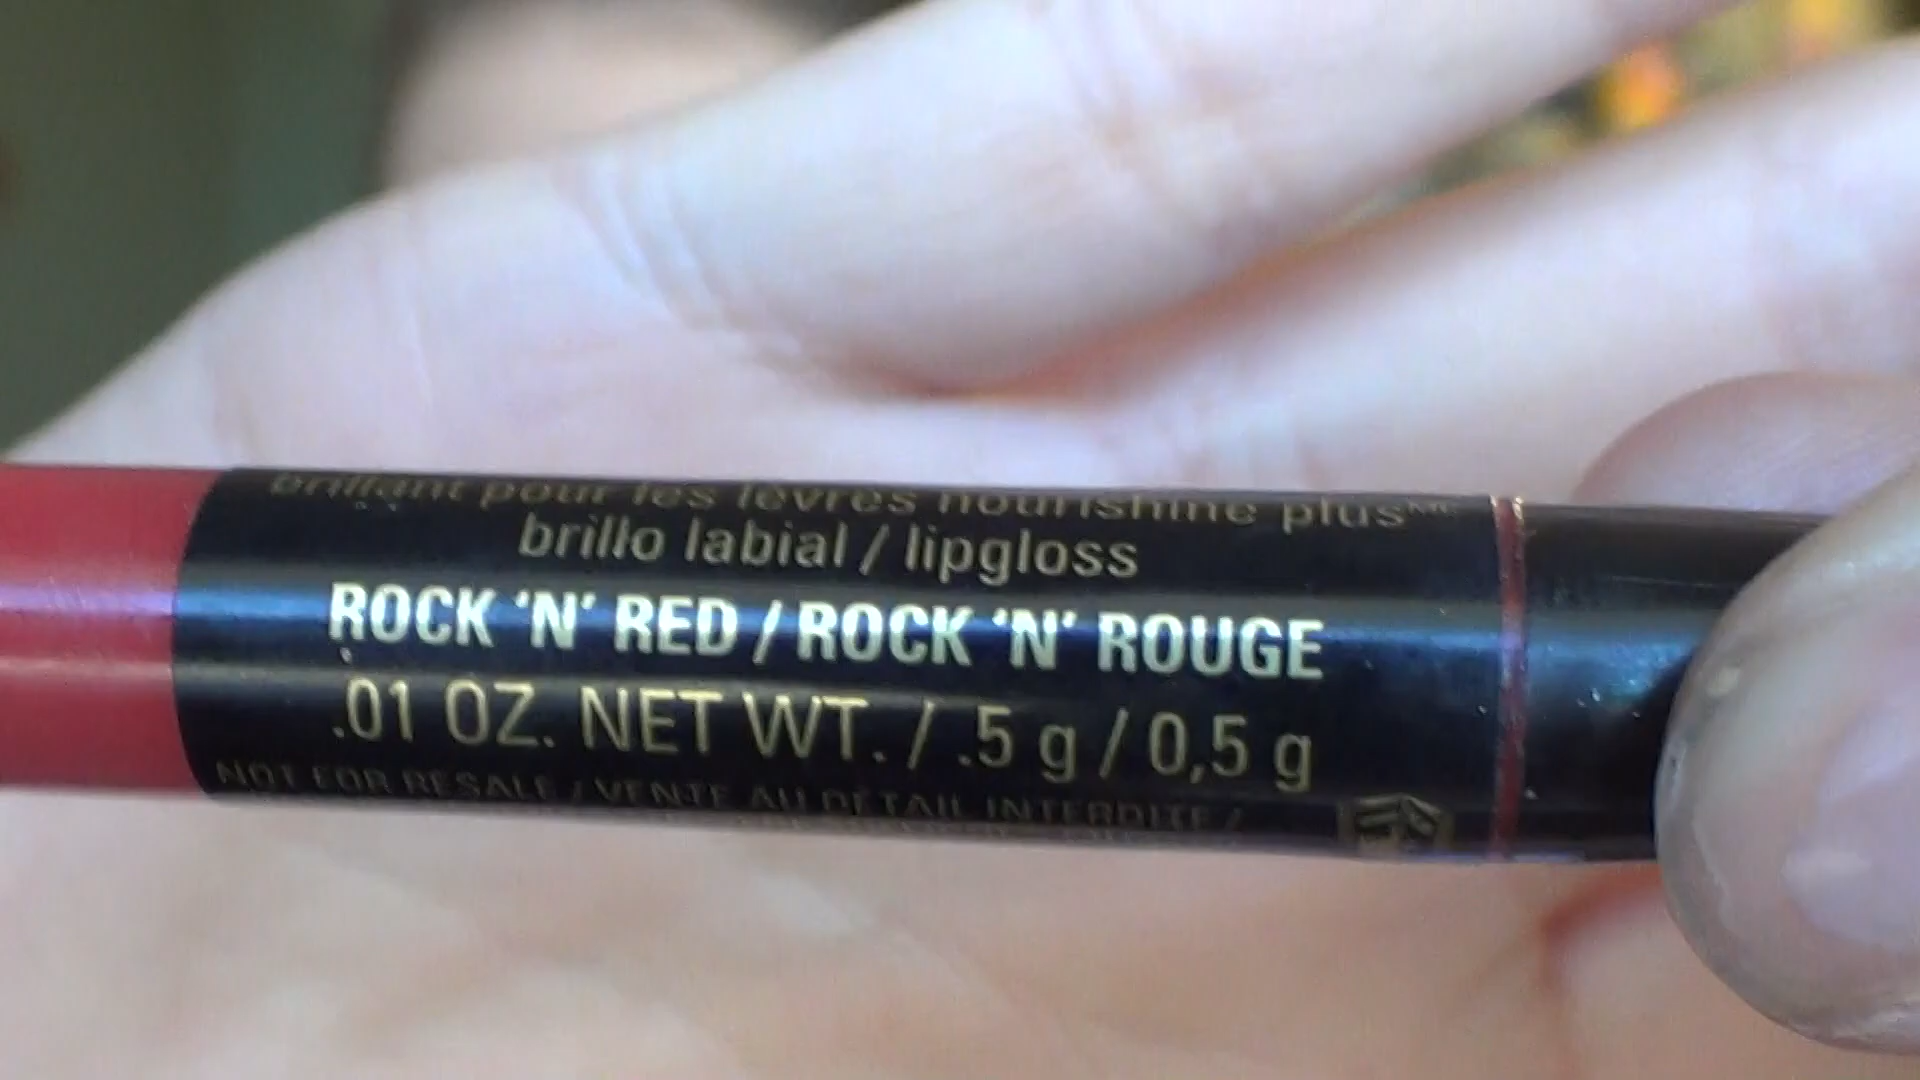 brillant pour les lèvres nourishine plusᴹᶜ
brillo labial / lipgloss
ROCK ‘N’ RED / ROCK ‘N’ ROUGE
.01 OZ. NET WT. / .5 g / 0,5 g
NOT FOR RESALE / VENTE AU DÉTAIL INTERDITE /